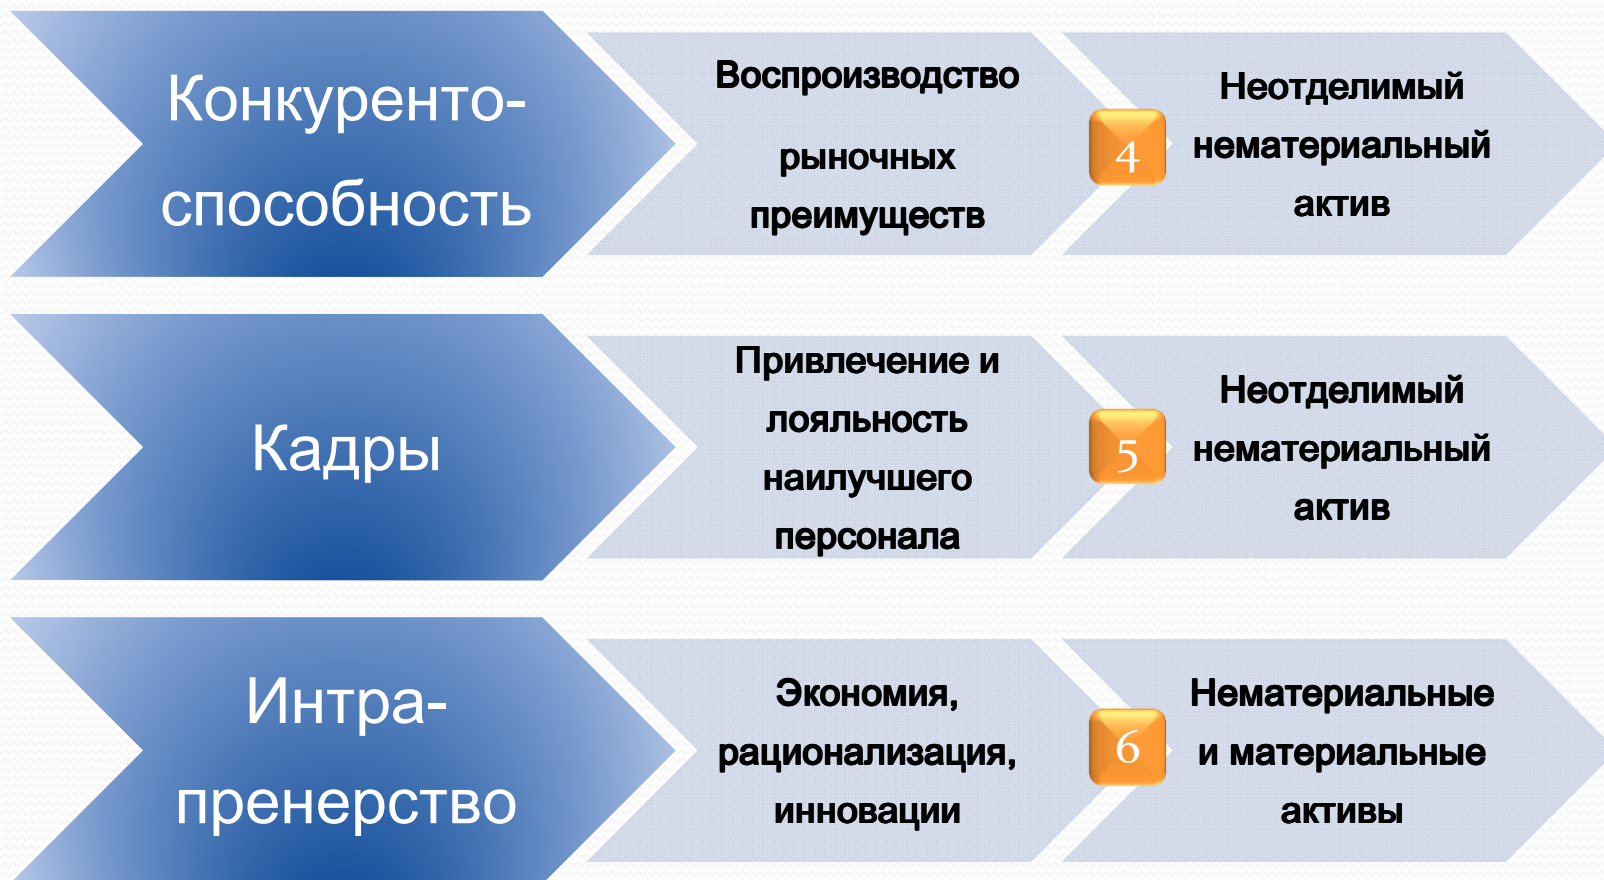 Конкуренто-
способность
Воспроизводство
рыночных
преимуществ
4
Неотделимый
нематериальный
актив
Кадры
Привлечение и
лояльность
наилучшего
персонала
5
Неотделимый
нематериальный
актив
Интра-
пренерство
Экономия,
рационализация,
инновации
6
Нематериальные
и материальные
активы